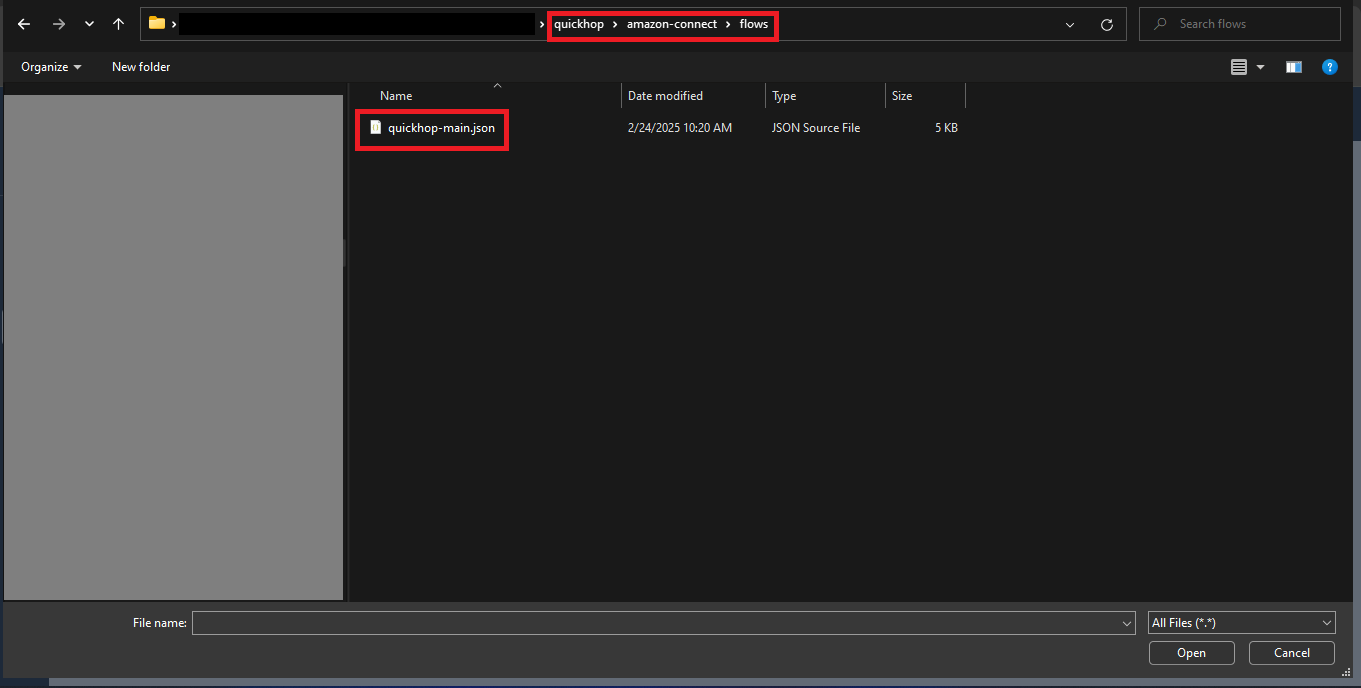 quickhop > amazon-connect > flows
Search flows
Organize New folder
?
Name Date modified Type Size
quickhop-main.json 2/24/2025 10:20 AM JSON Source File 5 KB
File name: All Files (*.*)
Open Cancel